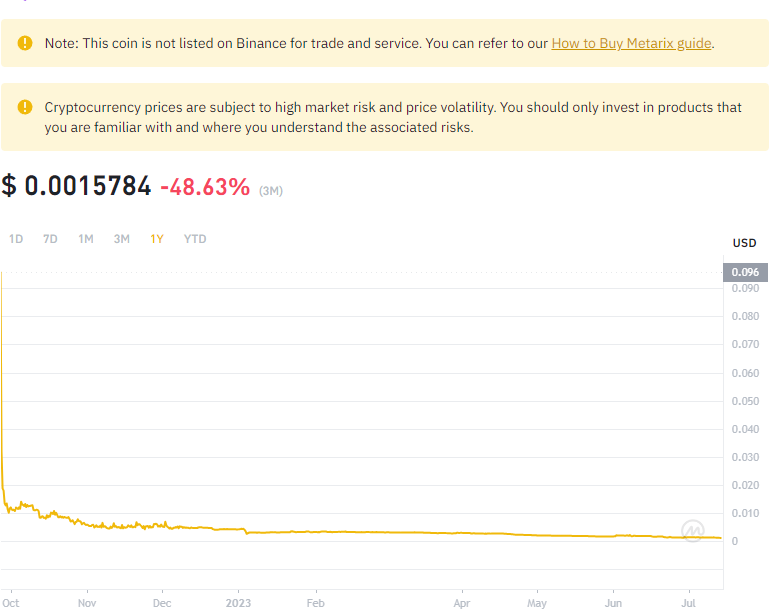 Note: This coin is not listed on Binance for trade and service. You can refer to our How to Buy Metarix guide.
Cryptocurrency prices are subject to high market risk and price volatility. You should only invest in products that
you are familiar with and where you understand the associated risks.
$ 0.0015784 -48.63% (3M)
1D 7D 1M 3M 1Y YTD
USD
0.096
0.090
0.080
0.070
0.060
0.050
0.040
0.030
0.020
0.010
0
Oct Nov Dec 2023 Feb Apr May Jun Jul